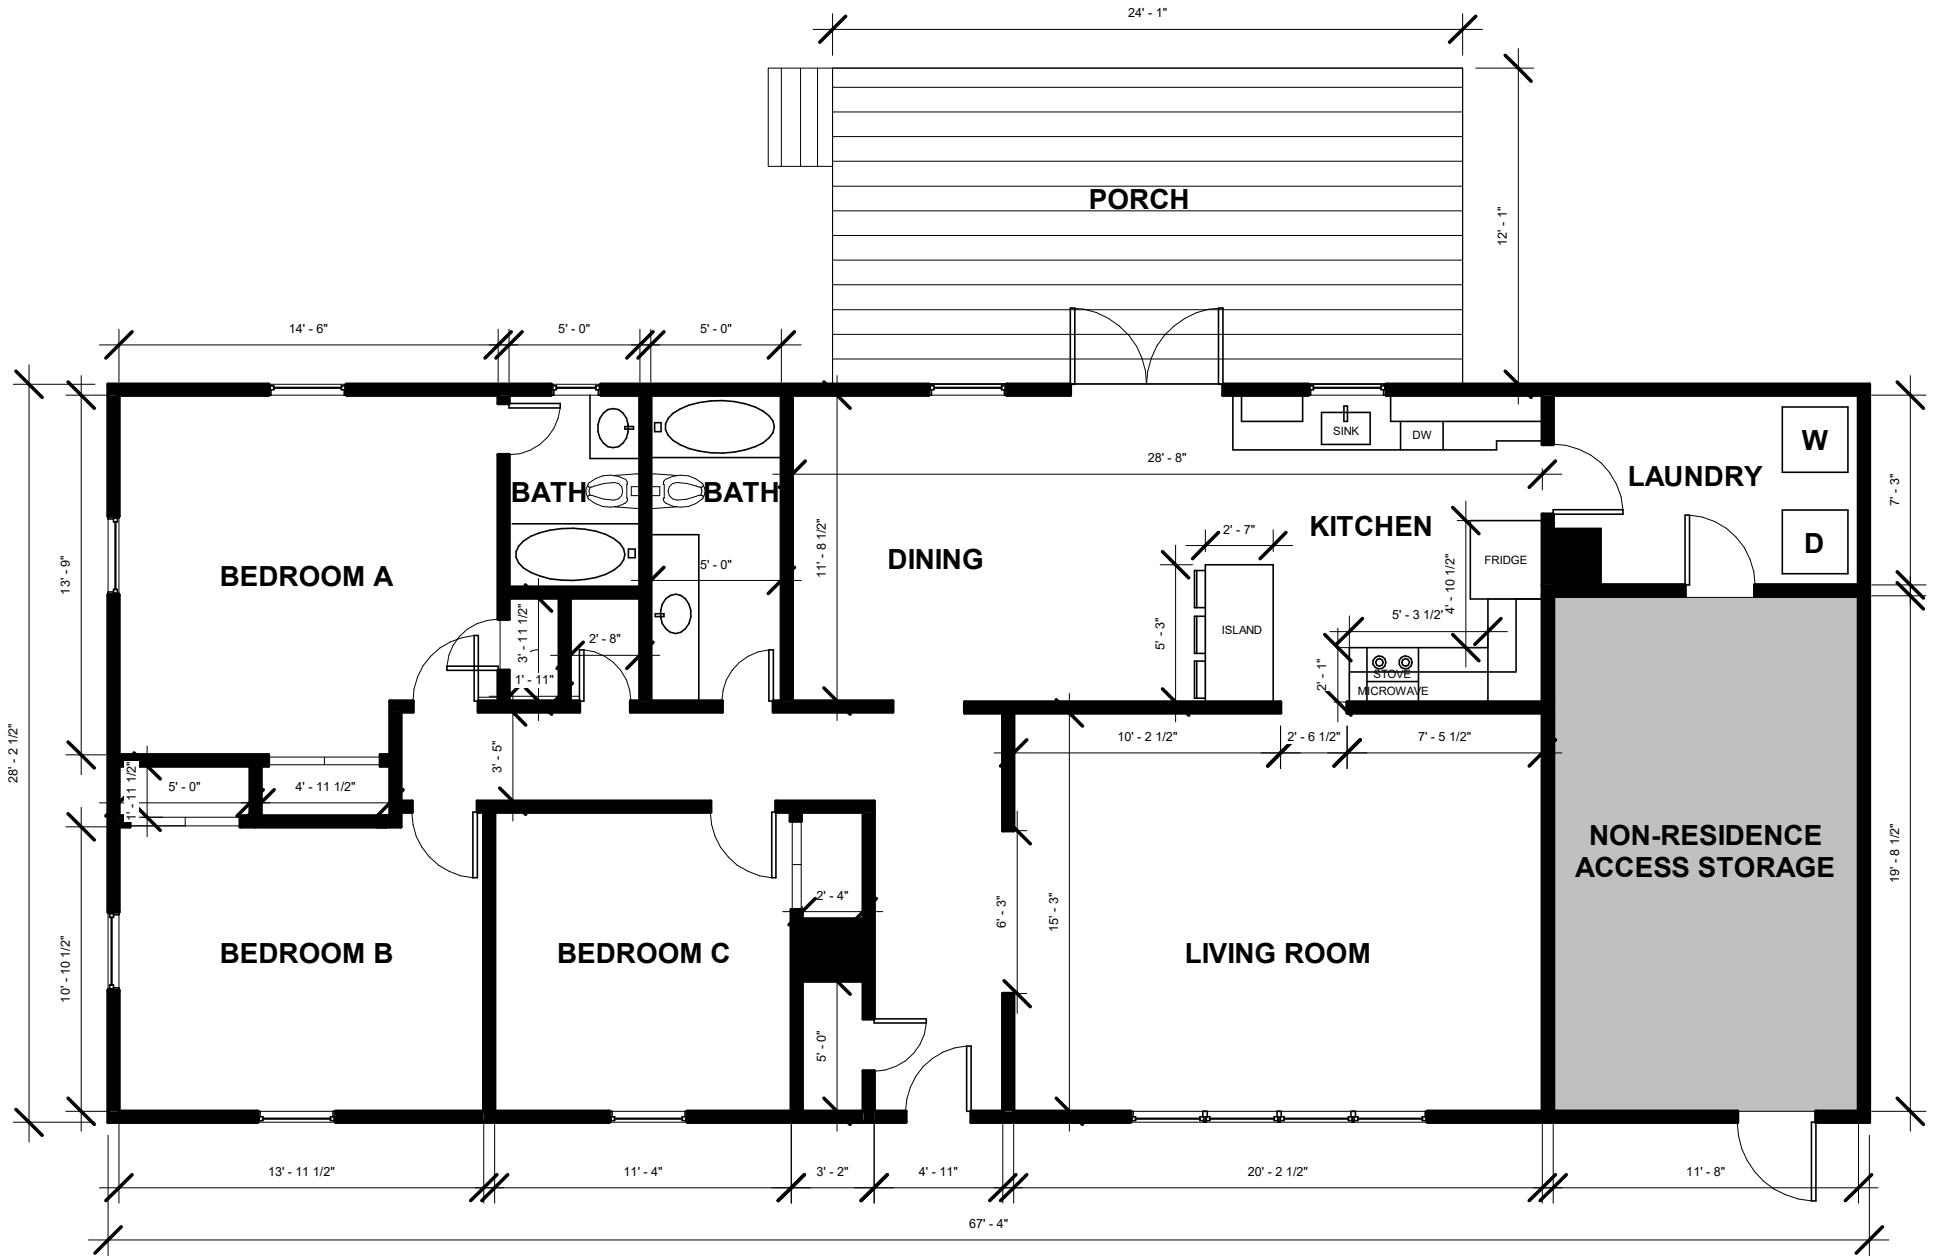 24' - 1"
12' - 1"
PORCH
14' - 6"
5' - 0"
5' - 0"
SINK
DW
W
28' - 8"
LAUNDRY
7' - 3"
BATH
BATH
KITCHEN
2' - 7"
D
DINING
FRIDGE
11' - 8 1/2"
4' - 10 1/2"
5' - 0"
BEDROOM A
13' - 9"
5' - 3 1/2"
ISLAND
5' - 3"
3' - 11 1/2"
2' - 8"
1' - 11"
2' - 1"
STOVE
MICROWAVE
28' - 2 1/2"
3' - 5"
10' - 2 1/2"
2' - 6 1/2"
7' - 5 1/2"
1' - 11 1/2"
5' - 0"
4' - 11 1/2"
NON-RESIDENCE
ACCESS STORAGE
19' - 8 1/2"
2' - 4"
6' - 3"
15' - 3"
BEDROOM B
BEDROOM C
LIVING ROOM
10' - 10 1/2"
5' - 0"
13' - 11 1/2"
11' - 4"
3' - 2"
4' - 11"
20' - 2 1/2"
11' - 8"
67' - 4"